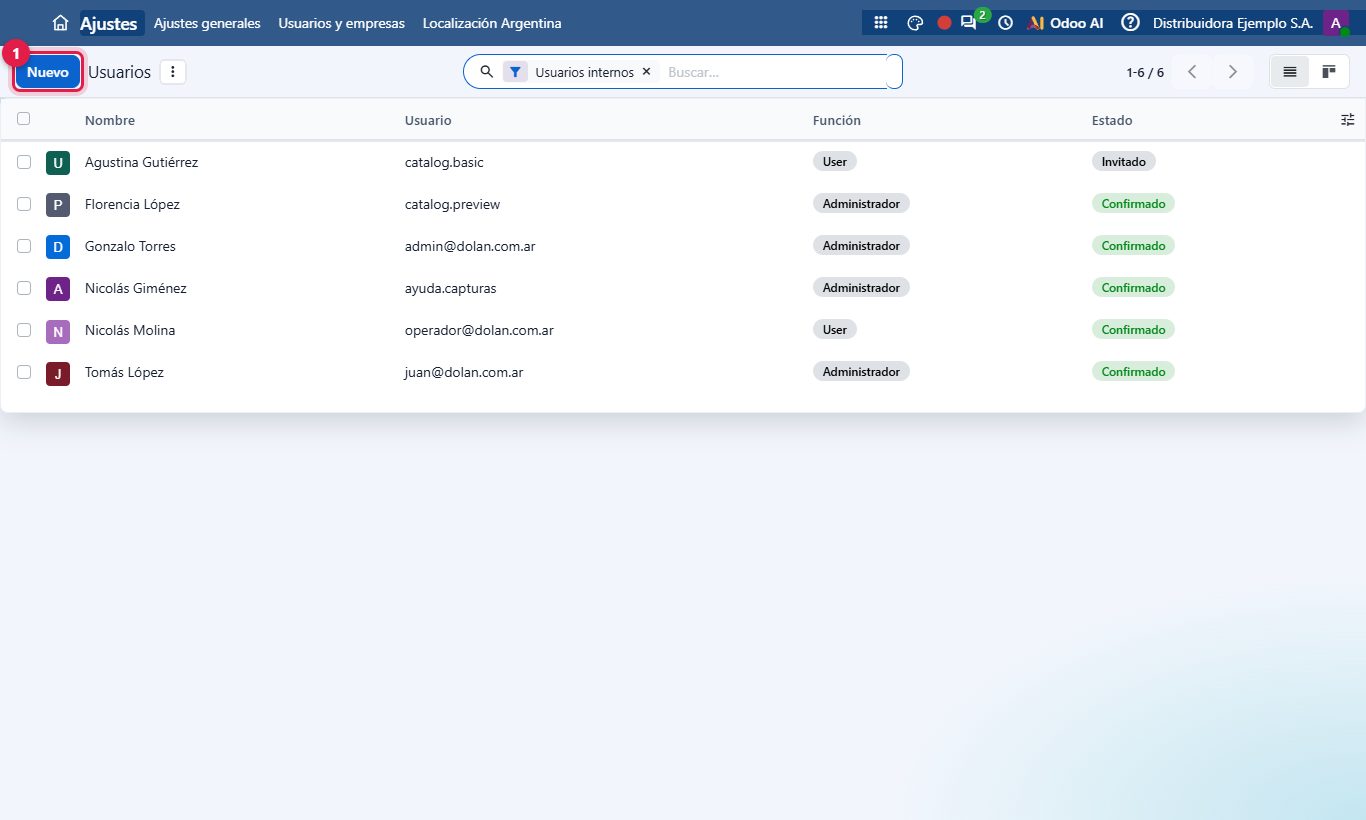 Ajustes Ajustes generales Usuarios y empresas Localización Argentina 2 Odoo AI Distribuidora Ejemplo S.A. A
1
Nuevo Usuarios Usuarios internos Buscar... 1-6 / 6
Nombre Usuario Función Estado
U Agustina Gutiérrez catalog.basic User Invitado
P Florencia López catalog.preview Administrador Confirmado
D Gonzalo Torres admin@dolan.com.ar Administrador Confirmado
A Nicolás Giménez ayuda.capturas Administrador Confirmado
N Nicolás Molina operador@dolan.com.ar User Confirmado
J Tomás López juan@dolan.com.ar Administrador Confirmado